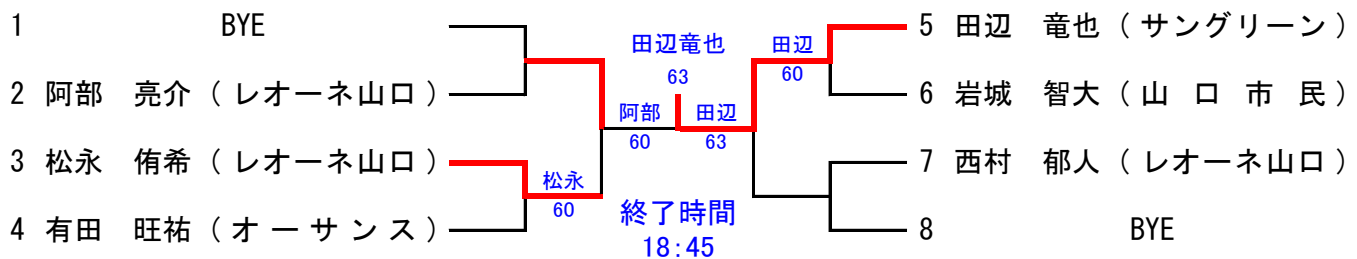 1 BYE
2 阿部 亮介 ( レオーネ山口 )
3 松永 侑希 ( レオーネ山口 )
4 有田 旺祐 ( オーサンス )
松永
60
阿部
60
田辺竜也
63
田辺
63
田辺
60
終了時間
18:45
5 田辺 竜也 ( サングリーン )
6 岩城 智大 ( 山口市民 )
7 西村 郁人 ( レオーネ山口 )
8 BYE